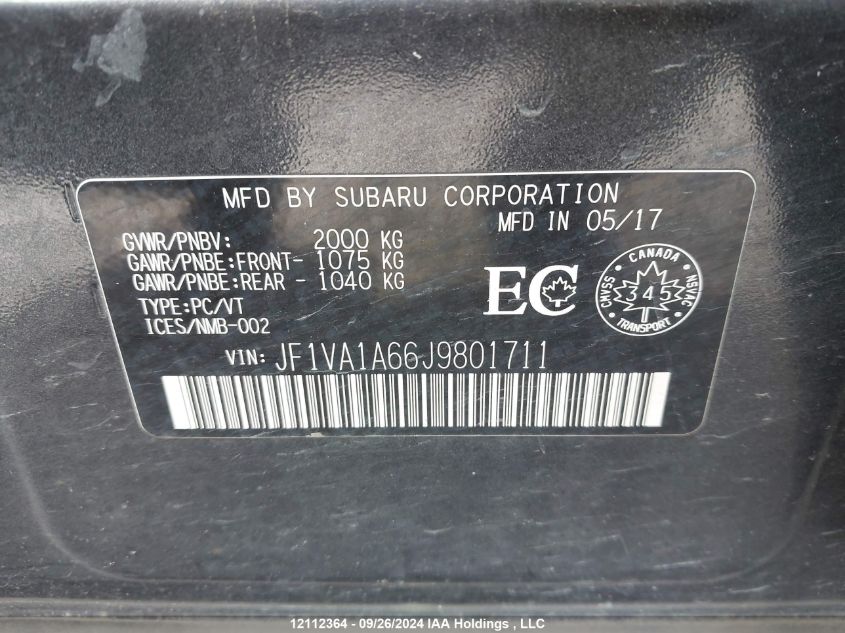 MFD BY SUBARU CORPORATION
MFD IN 05/17
GVWR/PNBV: 2000 KG
GAWR/PNBE:FRONT- 1075 KG
GAWR/PNBE:REAR - 1040 KG
TYPE:PC/VT
ICES/NMB-002
EC
CANADA
CMVSS
345
NSVAC
TRANSPORT
VIN: JF1VA1A66J9801711
12112364 - 09/26/2024 IAA Holdings , LLC